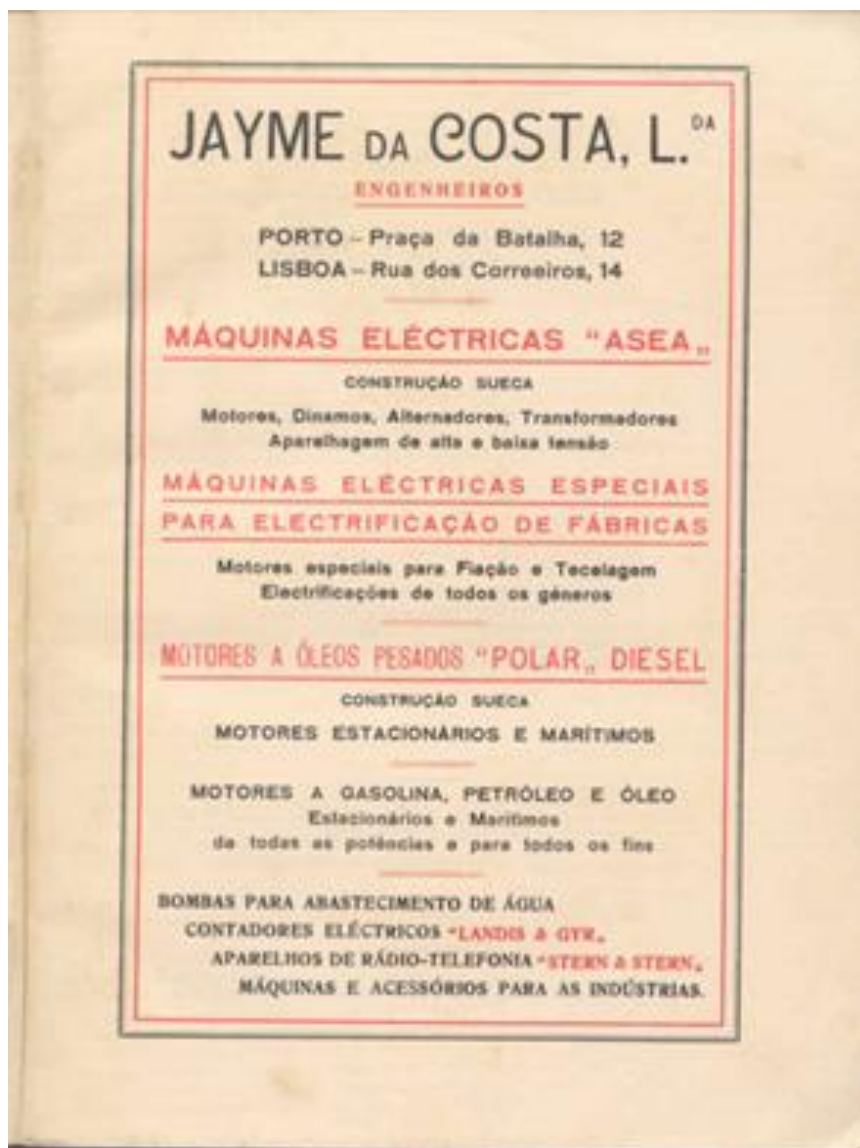 JAYME DA COSTA, L.DA
ENGENHEIROS
PORTO – Praça da Batalha, 12
LISBOA – Rua dos Correeiros, 14
MÁQUINAS ELÉCTRICAS "ASEA„
CONSTRUÇÃO SUECA
Motores, Dinamos, Alternadores, Transformadores
Aparelhagem de alta e baixa tensão
MÁQUINAS ELÉCTRICAS ESPECIAIS
PARA ELECTRIFICAÇÃO DE FÁBRICAS
Motores especiais para Fiação e Tecelagem
Electrificações de todos os géneros
MOTORES A ÓLEOS PESADOS "POLAR„ DIESEL
CONSTRUÇÃO SUECA
MOTORES ESTACIONÁRIOS E MARÍTIMOS
MOTORES A GASOLINA, PETRÓLEO E ÓLEO
Estacionários e Marítimos
de todas as potências e para todos os fins
BOMBAS PARA ABASTECIMENTO DE ÁGUA
CONTADORES ELÉCTRICOS "LANDIS & GYR„
APARELHOS DE RÁDIO-TELEFONIA "STERN & STERN„
MÁQUINAS E ACESSÓRIOS PARA AS INDÚSTRIAS.